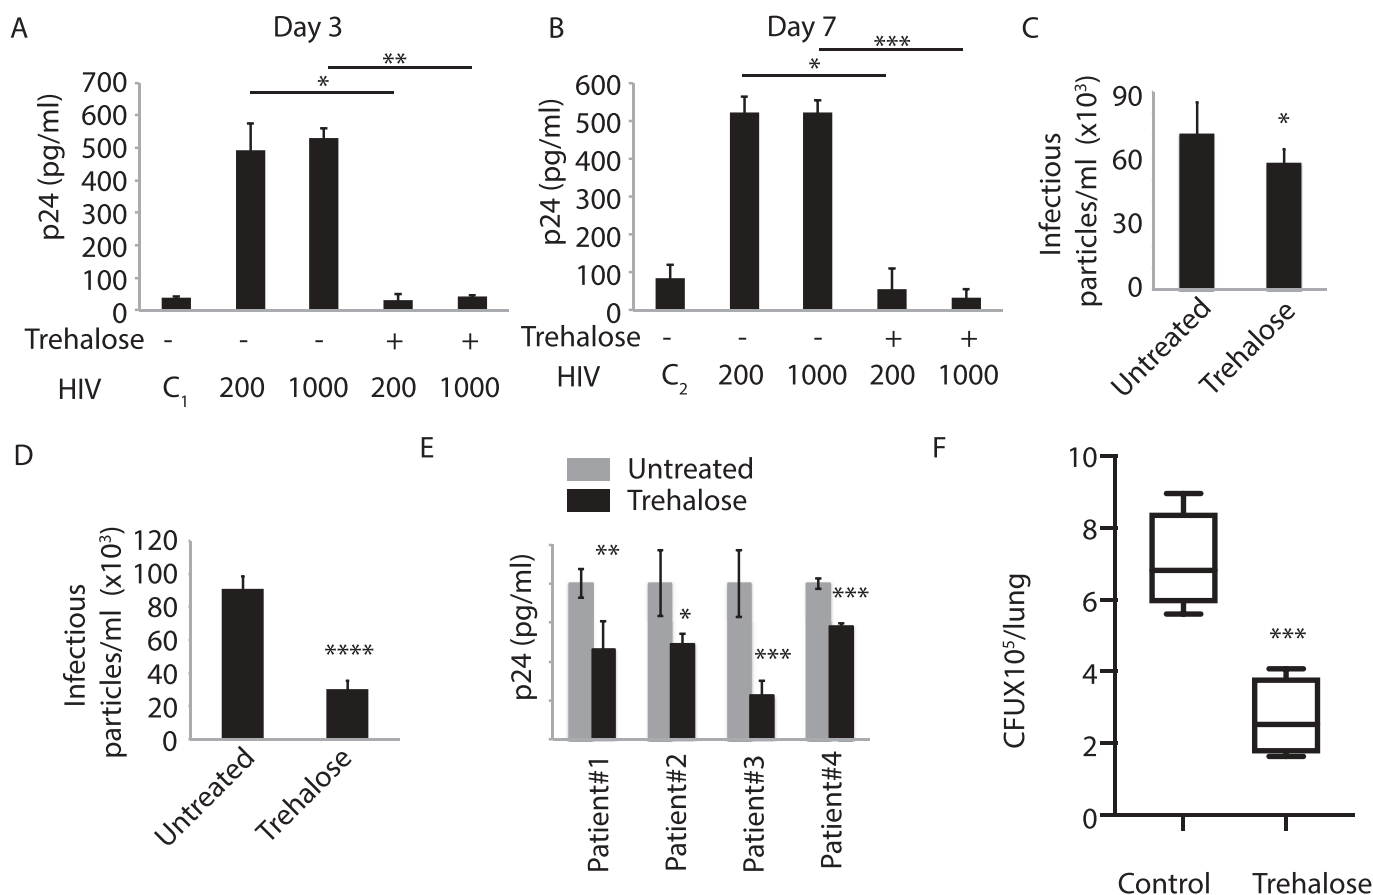 A
Day 3
**
*
p24 (pg/ml)
700
600
500
400
300
200
100
0
Trehalose - - - + +
HIV C1 200 1000 200 1000
B
Day 7
***
*
p24 (pg/ml)
600
500
400
300
200
100
0
Trehalose - - - + +
HIV C2 200 1000 200 1000
C
Infectious
particles/ml (x10³)
90
60
30
0
*
Untreated
Trehalose
D
Infectious
particles/ml (x10³)
120
100
80
60
40
20
0
****
Untreated
Trehalose
E
Untreated
Trehalose
p24 (pg/ml)
**
*
***
***
Patient#1
Patient#2
Patient#3
Patient#4
F
CFUX10⁵/lung
10
8
6
4
2
0
***
Control
Trehalose